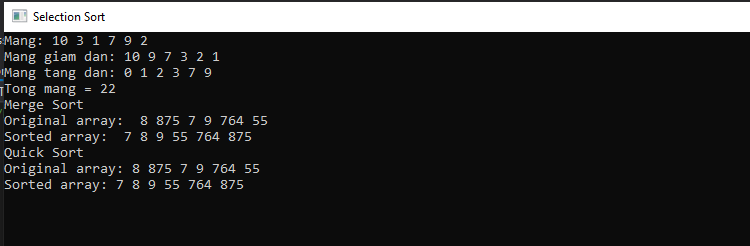 Selection Sort
Mang: 10 3 1 7 9 2
Mang giam dan: 10 9 7 3 2 1
Mang tang dan: 0 1 2 3 7 9
Tong mang = 22
Merge Sort
Original array:  8 875 7 9 764 55
Sorted array:  7 8 9 55 764 875
Quick Sort
Original array: 8 875 7 9 764 55
Sorted array: 7 8 9 55 764 875